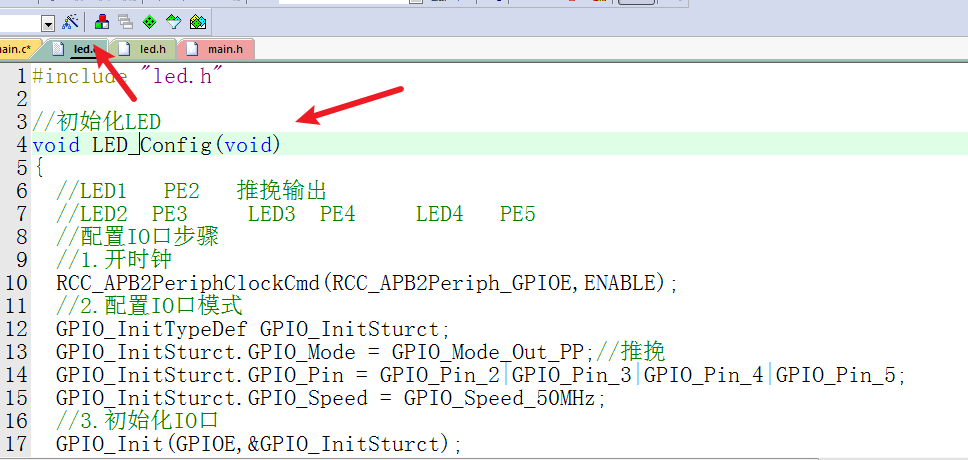 ain.c*
led.
led.h
main.h
1 #include "led.h"
2
3 //初始化LED
4 void LED_Config(void)
5 {
6 //LED1 PE2 推挽输出
7 //LED2 PE3 LED3 PE4 LED4 PE5
8 //配置IO口步骤
9 //1.开时钟
10 RCC_APB2PeriphClockCmd(RCC_APB2Periph_GPIOE,ENABLE);
11 //2.配置IO口模式
12 GPIO_InitTypeDef GPIO_InitSturct;
13 GPIO_InitSturct.GPIO_Mode = GPIO_Mode_Out_PP;//推挽
14 GPIO_InitSturct.GPIO_Pin = GPIO_Pin_2|GPIO_Pin_3|GPIO_Pin_4|GPIO_Pin_5;
15 GPIO_InitSturct.GPIO_Speed = GPIO_Speed_50MHz;
16 //3.初始化IO口
17 GPIO_Init(GPIOE,&GPIO_InitSturct);